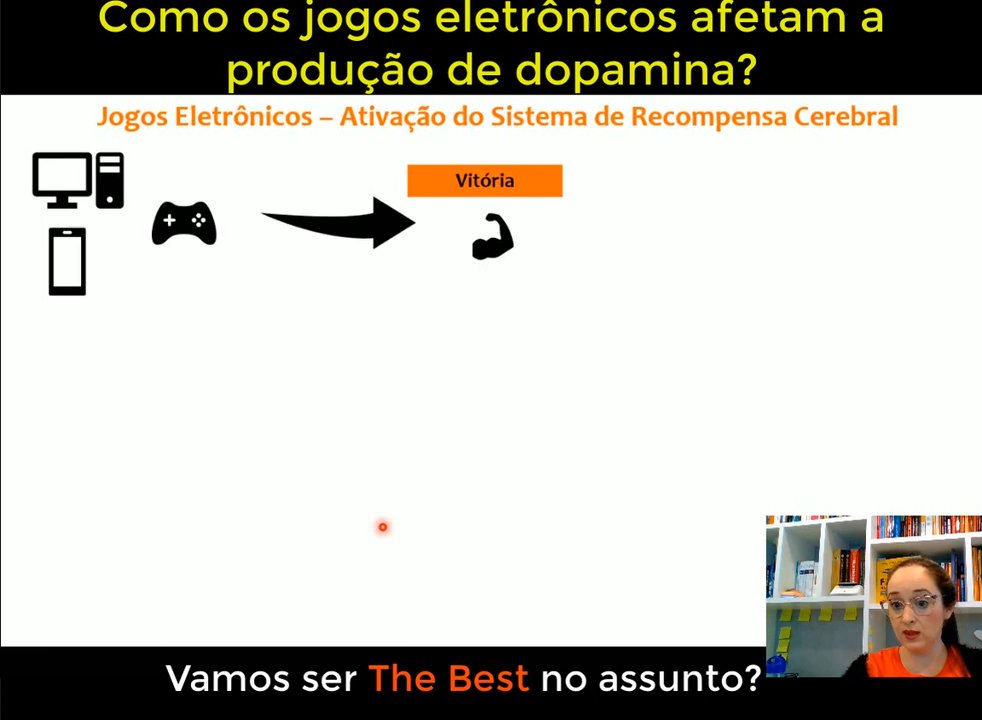 Como os jogos eletrônicos afetam a
produção de dopamina?
Jogos Eletrônicos – Ativação do Sistema de Recompensa Cerebral
Vitória
Vamos ser The Best no assunto?